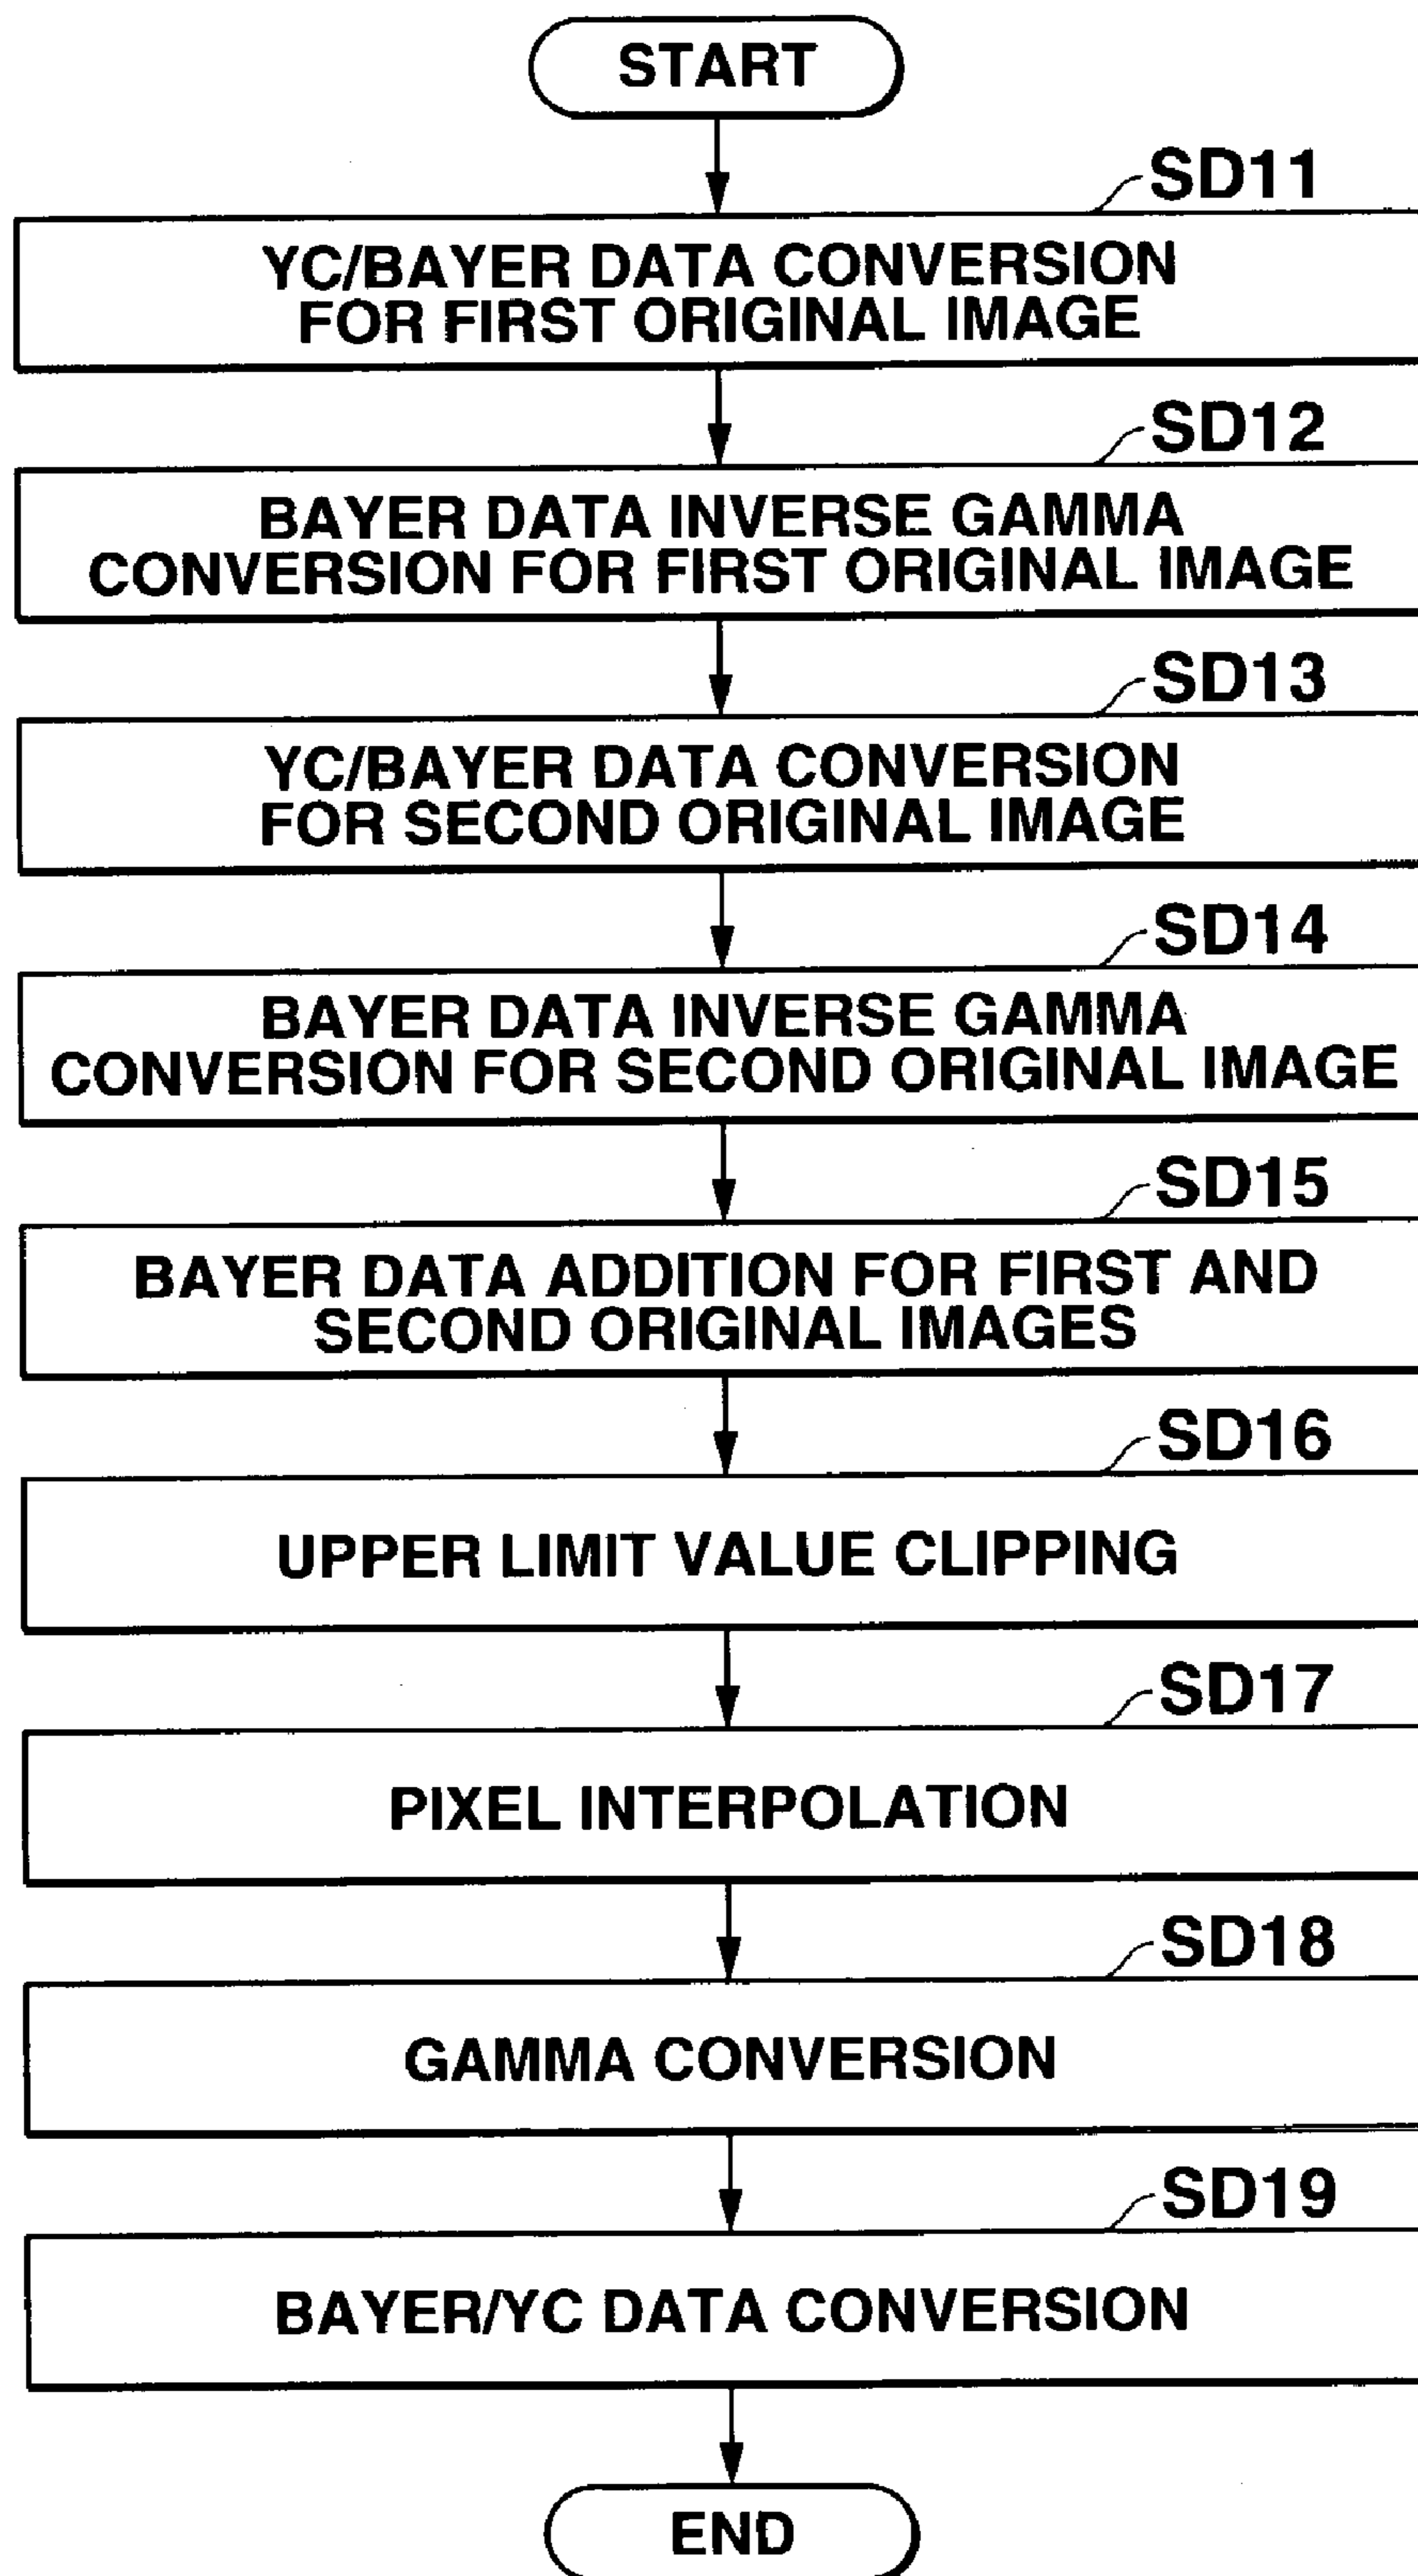 START
SD11
YC/BAYER DATA CONVERSION
FOR FIRST ORIGINAL IMAGE
SD12
BAYER DATA INVERSE GAMMA
CONVERSION FOR FIRST ORIGINAL IMAGE
SD13
YC/BAYER DATA CONVERSION
FOR SECOND ORIGINAL IMAGE
SD14
BAYER DATA INVERSE GAMMA
CONVERSION FOR SECOND ORIGINAL IMAGE
SD15
BAYER DATA ADDITION FOR FIRST AND
SECOND ORIGINAL IMAGES
SD16
UPPER LIMIT VALUE CLIPPING
SD17
PIXEL INTERPOLATION
SD18
GAMMA CONVERSION
SD19
BAYER/YC DATA CONVERSION
END